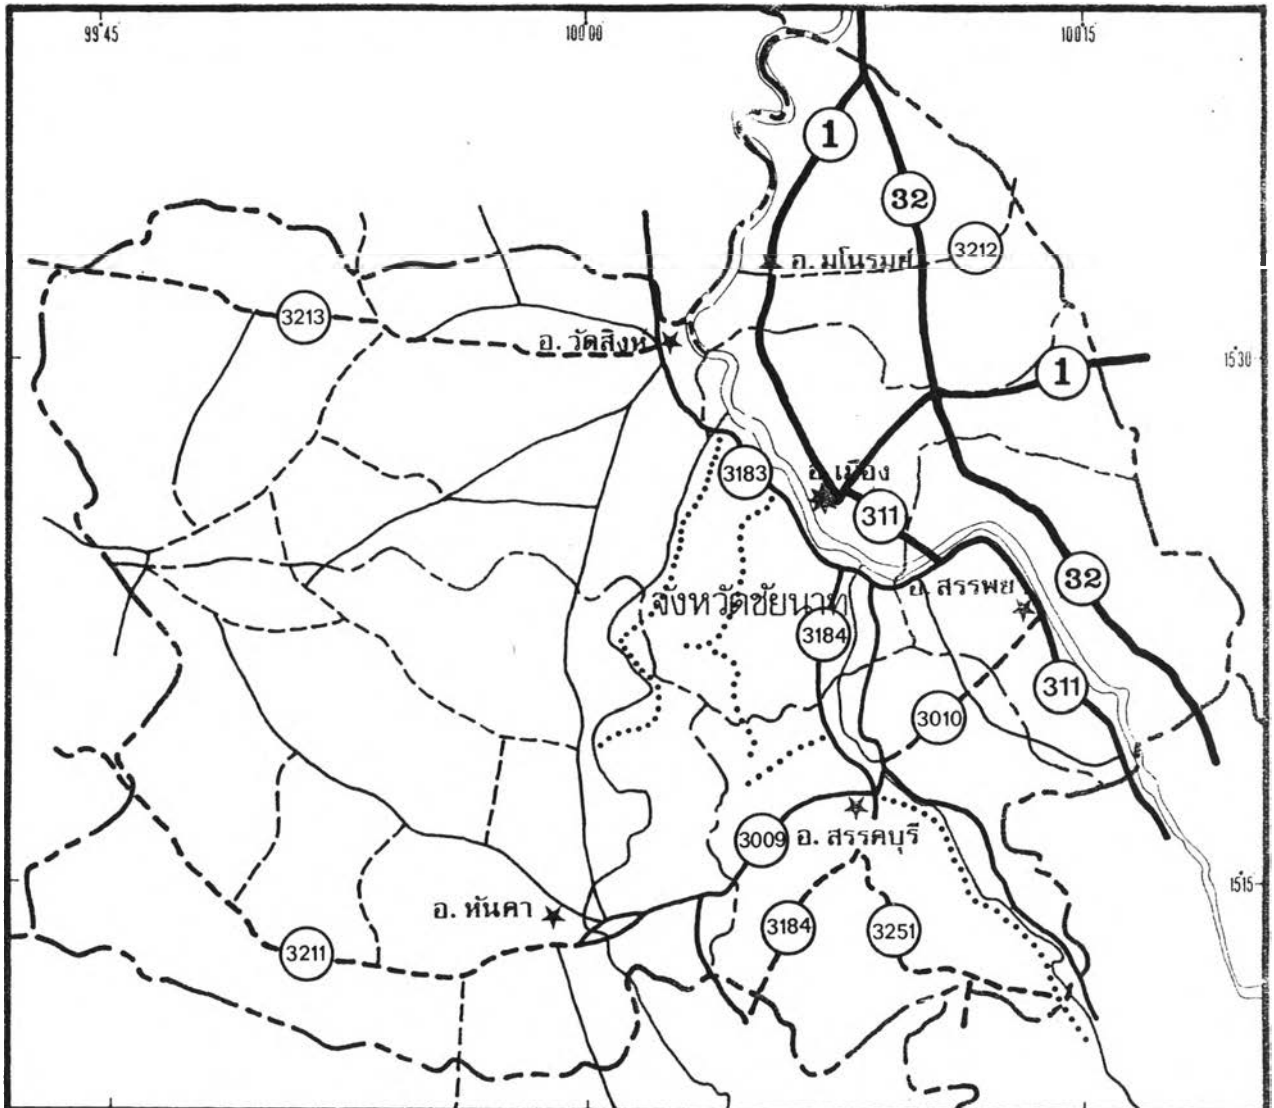 99°45
100°00
100°15
1
32
3212
อ. มโนรมย์
3213
อ. วัดสิงห
15°30
1
3183
อ. เมือง
311
32
อ. สรรพยา
จังหวัดชัยนาท
3184
311
3010
3009
อ. สรรคบุรี
15°15
อ. หันคา
3184
3251
3211